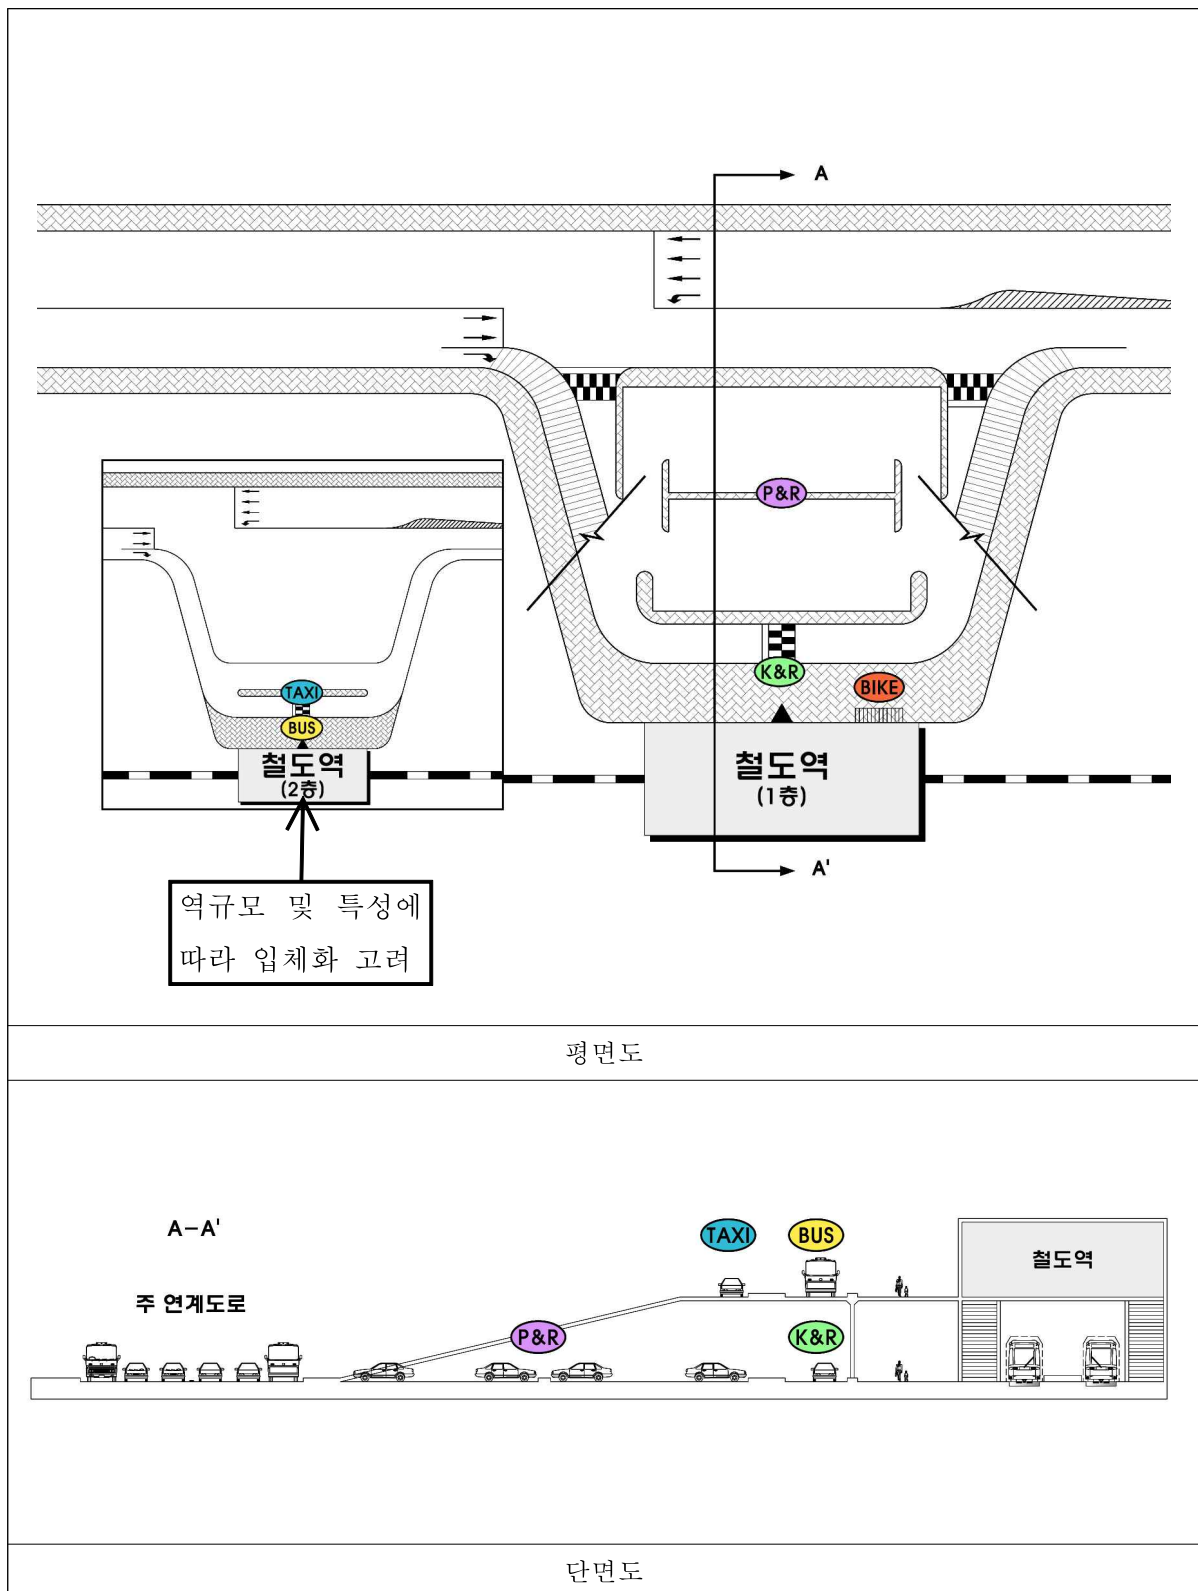 A
P&R
K&R
BIKE
TAXI
BUS
철도역
(2층)
철도역
(1층)
A'
역규모 및 특성에
따라 입체화 고려
평면도
A-A'
주 연계도로
TAXI
BUS
철도역
P&R
K&R
단면도